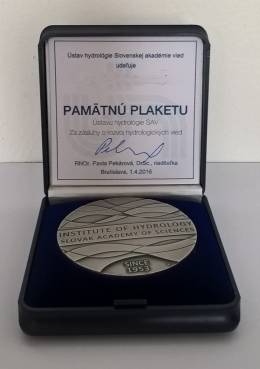 Ústav hydrológie Slovenskej akadémie vied
udeľuje
PAMÄTNÚ PLAKETU
Ústavu hydrológie SAV
Za zásluhy o rozvoj hydrologických vied
RNDr. Pavla Pekárová, DrSc., riaditeľka
Bratislava, 1.4.2016
INSTITUTE OF HYDROLOGY
SLOVAK ACADEMY OF SCIENCES
SINCE
1953